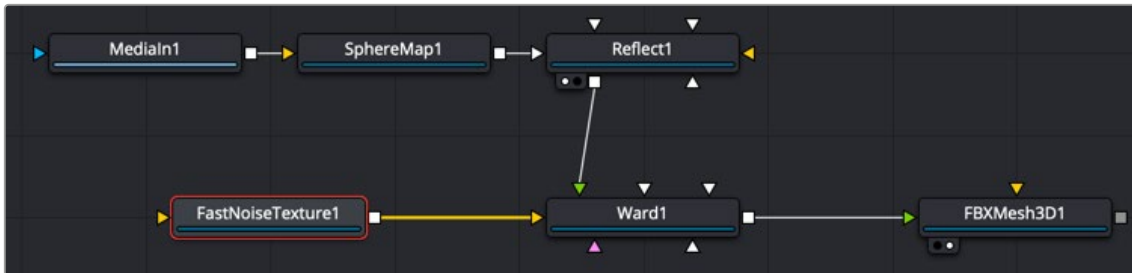 MediaIn1
SphereMap1
Reflect1
FastNoiseTexture1
Ward1
FBXMesh3D1